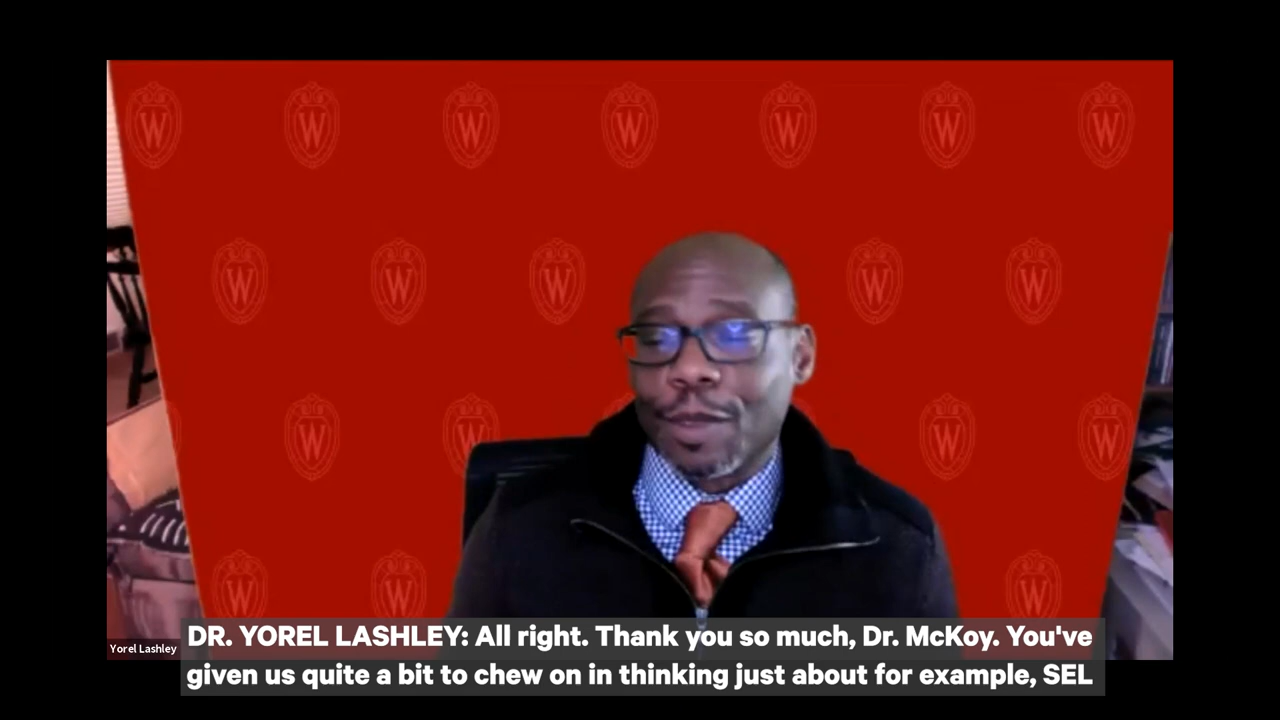 W W W W W W W
W W W W W
W W W W
W W W
Yorel Lashley
DR. YOREL LASHLEY: All right. Thank you so much, Dr. McKoy. You've
given us quite a bit to chew on in thinking just about for example, SEL